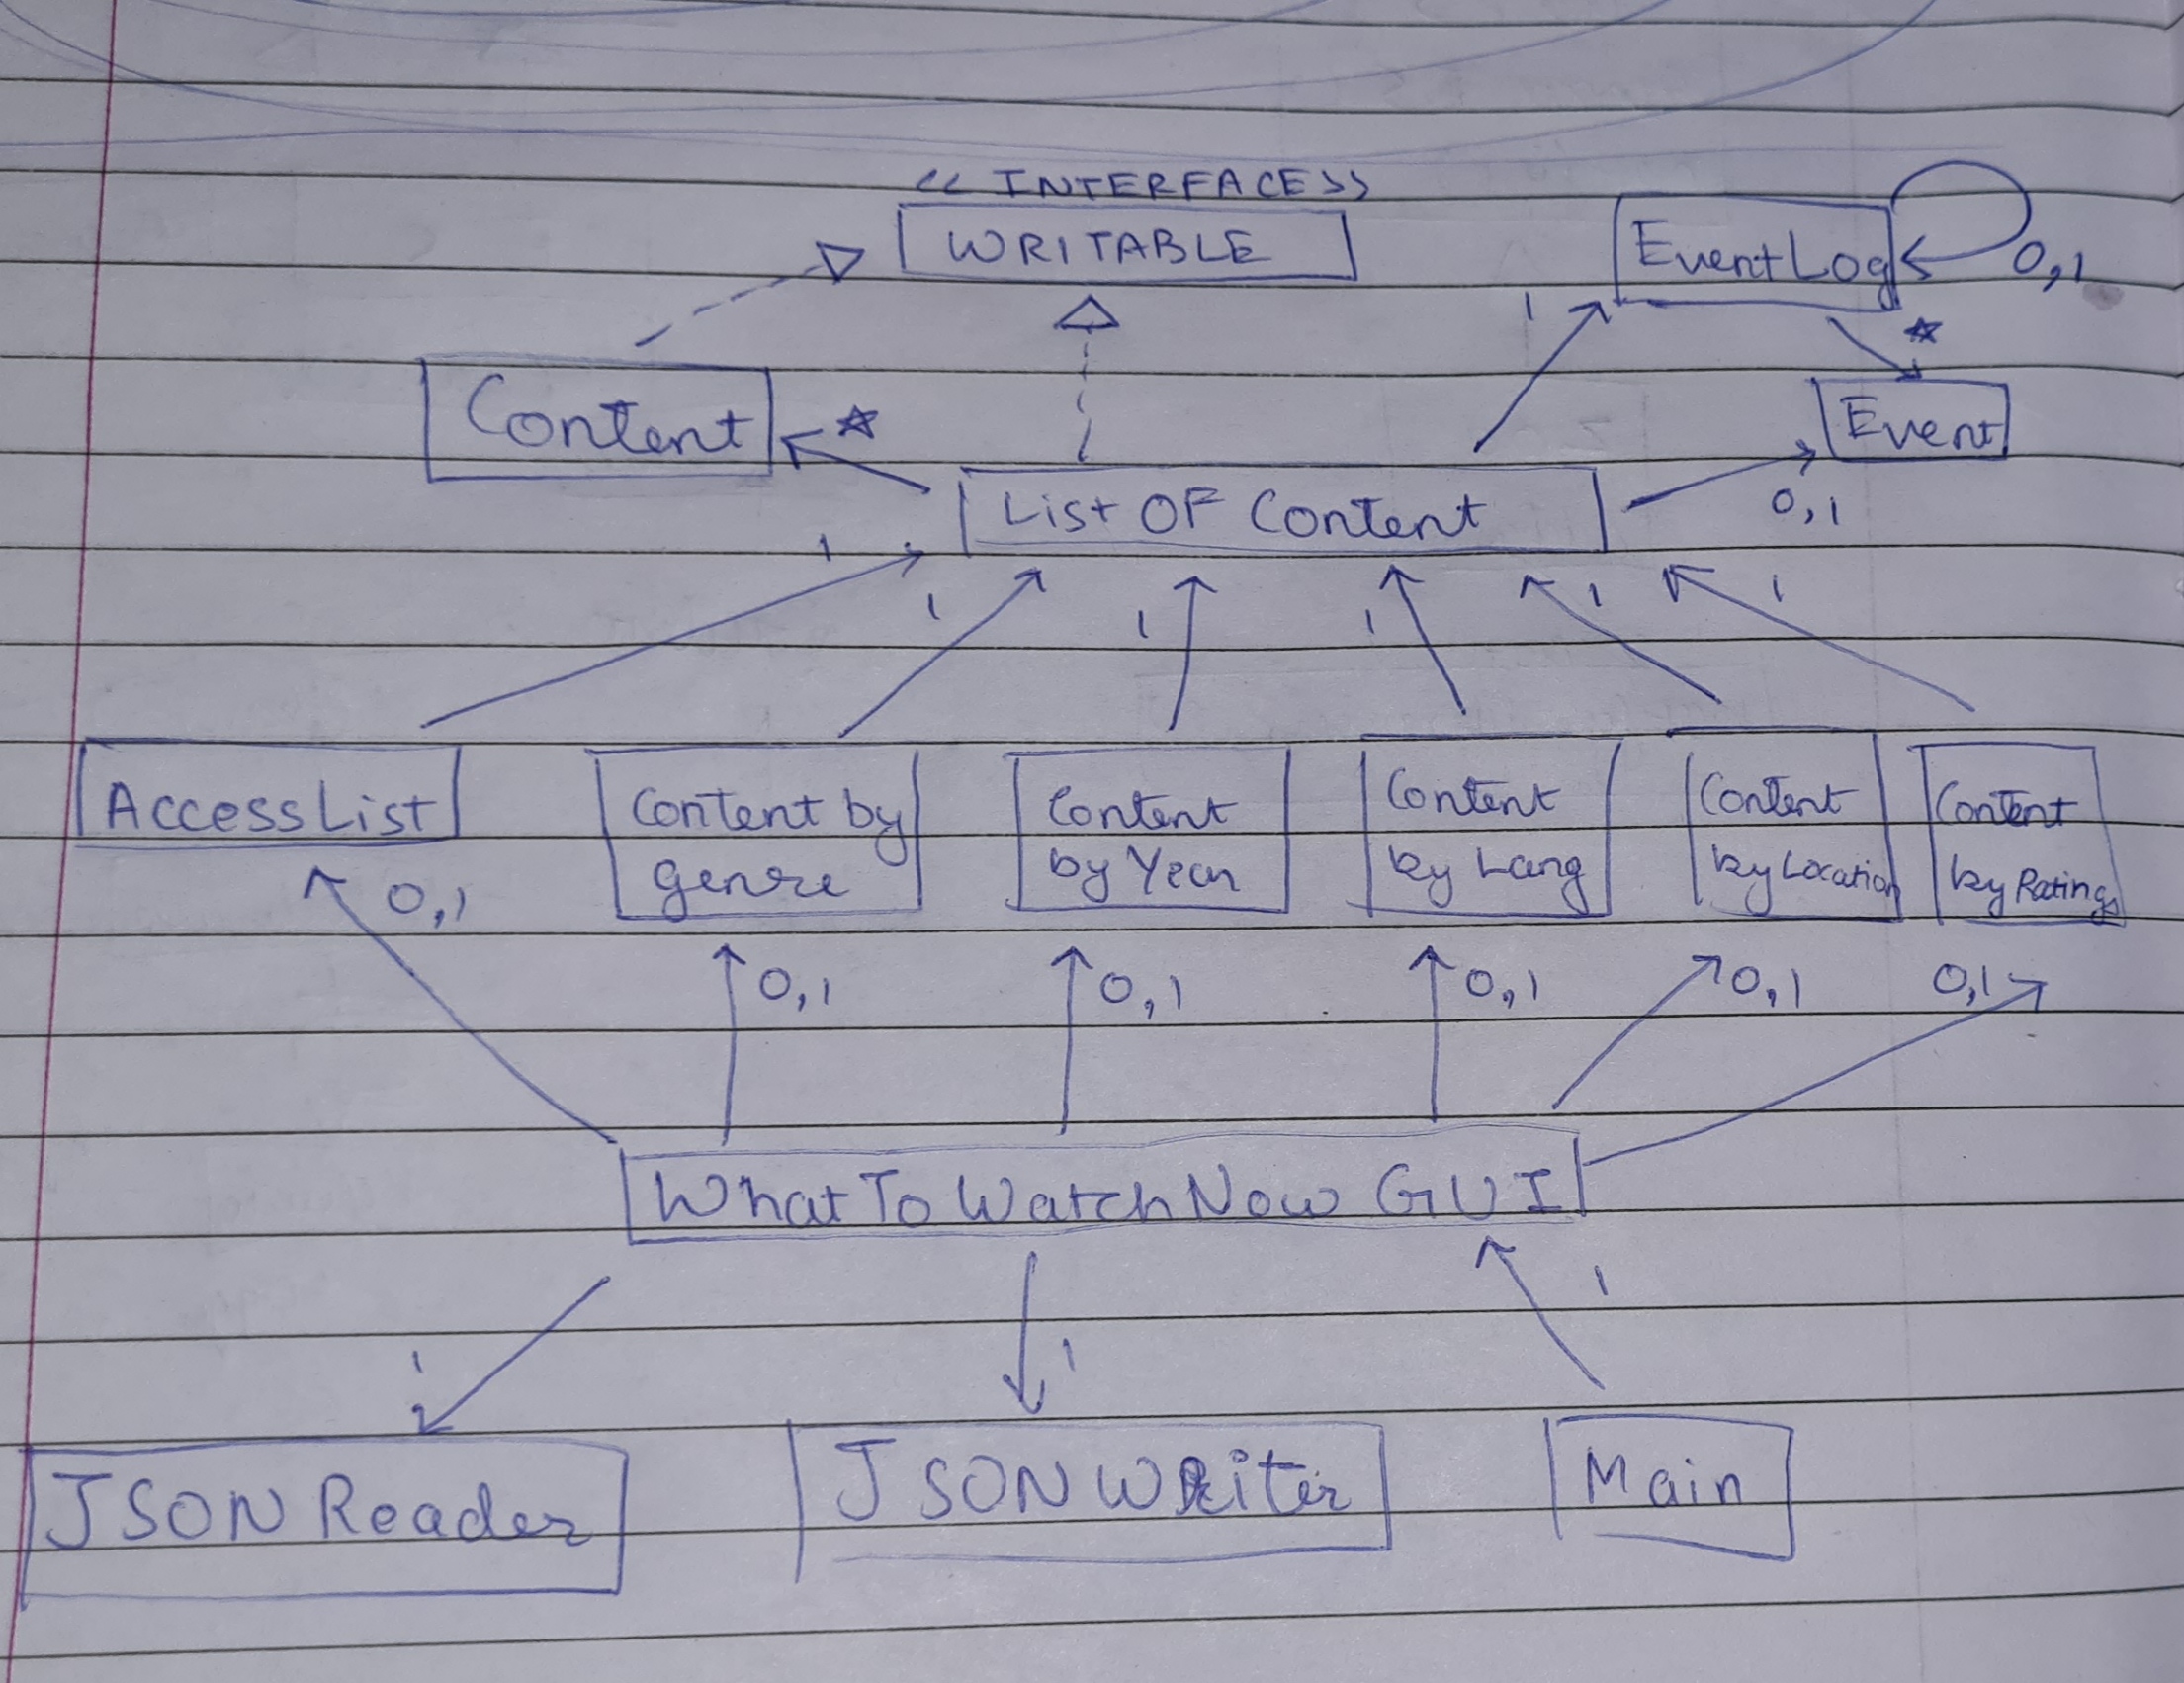 << INTERFACE >>
WRITABLE
EventLog
0,1
1
*
Content
*
Event
List OF Content
0,1
1
1
1
1
1
1
AccessList
Content by
genre
Content
by Year
Content
by Lang
Content
by Location
Content
by Ratings
0,1
0,1
0,1
0,1
0,1
0,1
WhatToWatchNow GUI
1
1
1
JSON Reader
JSON WRiter
Main